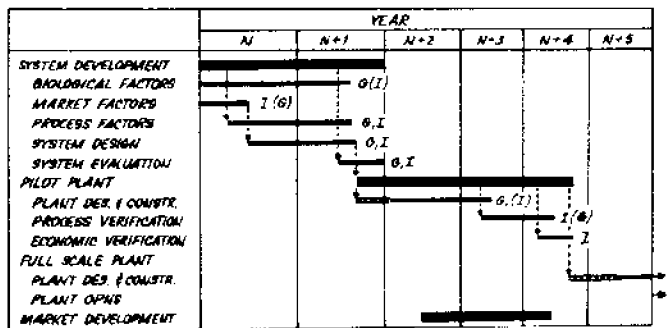 YEAR
N N+1 N+2 N+3 N+4 N+5
SYSTEM DEVELOPMENT
BIOLOGICAL FACTORS G(I)
MARKET FACTORS I(G)
PROCESS FACTORS G,I
SYSTEM DESIGN G,I
SYSTEM EVALUATION G,I
PILOT PLANT
PLANT DES. & CONSTR. G,(I)
PROCESS VERIFICATION I(G)
ECONOMIC VERIFICATION I
FULL SCALE PLANT
PLANT DES. & CONSTR.
PLANT OPNS
MARKET DEVELOPMENT